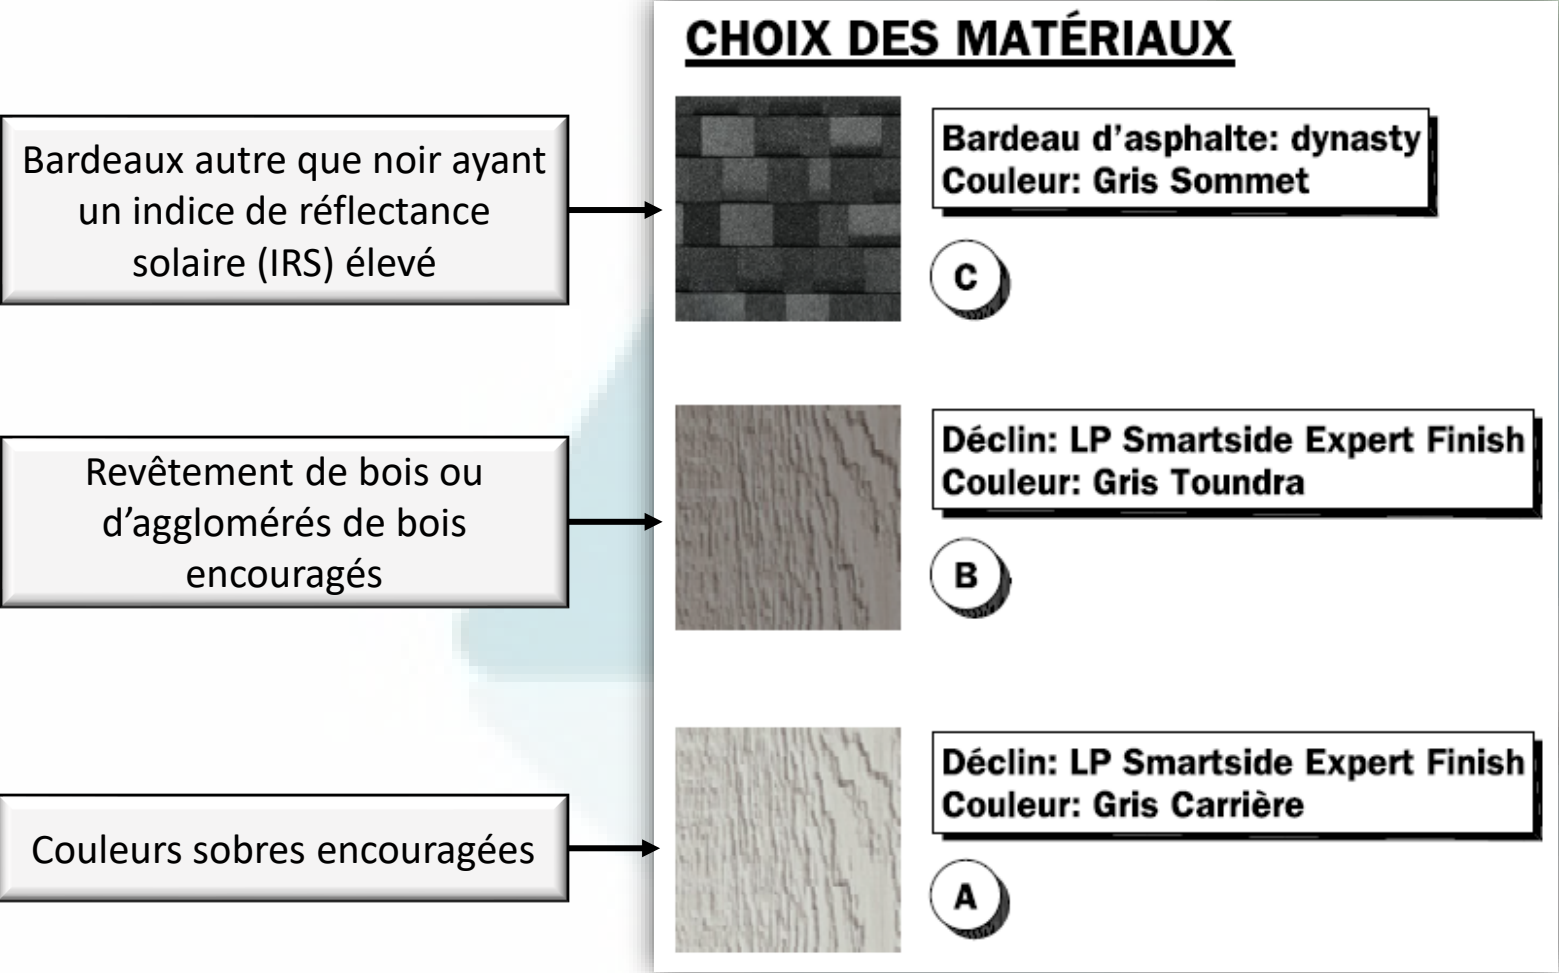 CHOIX DES MATÉRIAUX
Bardeaux autre que noir ayant
un indice de réflectance
solaire (IRS) élevé
Bardeau d’asphalte: dynasty
Couleur: Gris Sommet
C
Revêtement de bois ou
d’agglomérés de bois
encouragés
Déclin: LP Smartside Expert Finish
Couleur: Gris Toundra
B
Couleurs sobres encouragées
Déclin: LP Smartside Expert Finish
Couleur: Gris Carrière
A